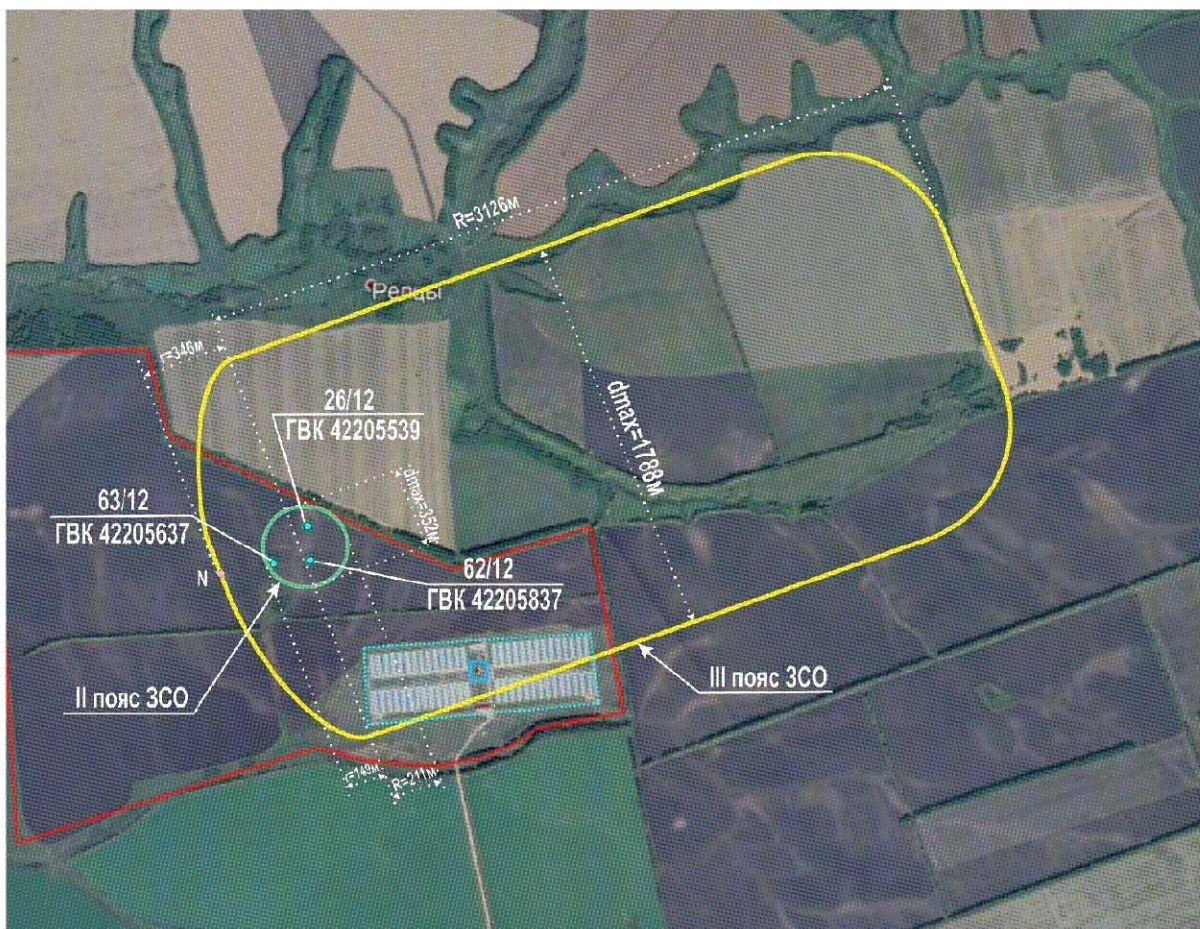 R=3126м
Репцы
r=346м
26/12
ГВК 42205539
dmax=1788м
dmax=352м
63/12
ГВК 42205637
62/12
ГВК 42205837
N
II пояс ЗСО
III пояс ЗСО
r=149м
R=211м